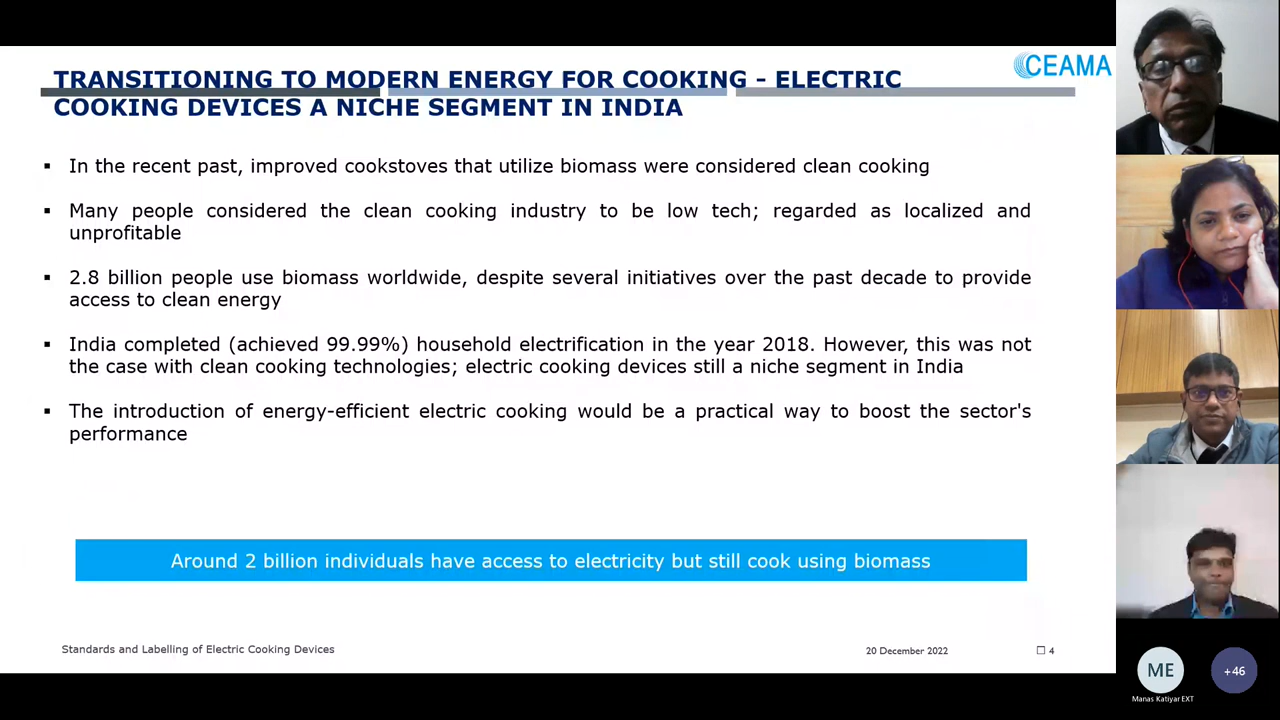 CEAMA
TRANSITIONING TO MODERN ENERGY FOR COOKING - ELECTRIC
COOKING DEVICES A NICHE SEGMENT IN INDIA
▪ In the recent past, improved cookstoves that utilize biomass were considered clean cooking
▪ Many people considered the clean cooking industry to be low tech; regarded as localized and
unprofitable
▪ 2.8 billion people use biomass worldwide, despite several initiatives over the past decade to provide
access to clean energy
▪ India completed (achieved 99.99%) household electrification in the year 2018. However, this was not
the case with clean cooking technologies; electric cooking devices still a niche segment in India
▪ The introduction of energy-efficient electric cooking would be a practical way to boost the sector's
performance
Around 2 billion individuals have access to electricity but still cook using biomass
Standards and Labelling of Electric Cooking Devices
20 December 2022
☐ 4
ME
+46
Manas Katiyar EXT